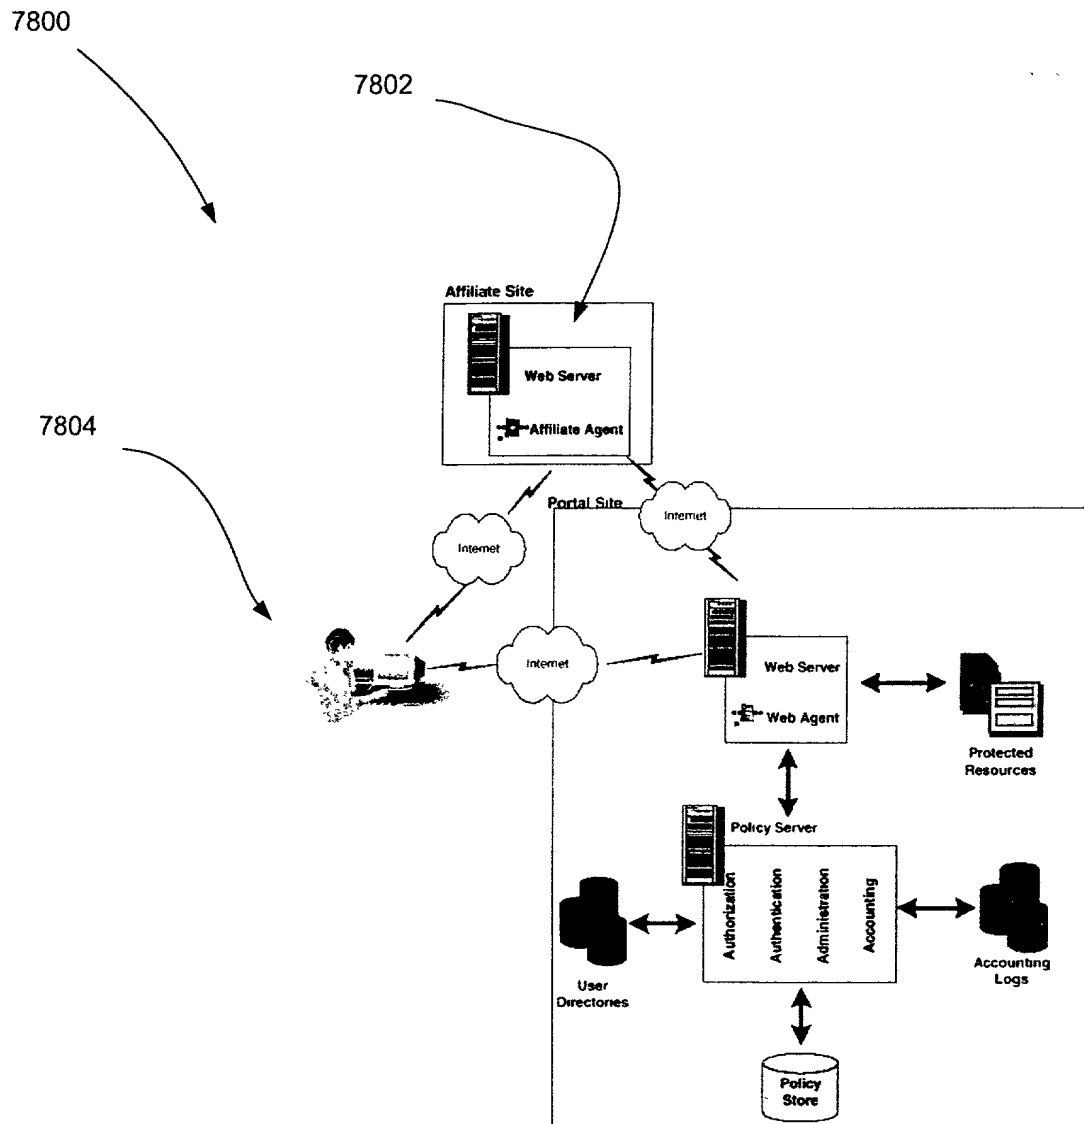 7800
7802
Affiliate Site
Web Server
7804
Affiliate Agent
Portal Site
Internet
Internet
Internet
Web Server
Web Agent
Protected
Resources
Policy Server
Authorization
Authentication
Administration
Accounting
User
Directories
Accounting
Logs
Policy
Store